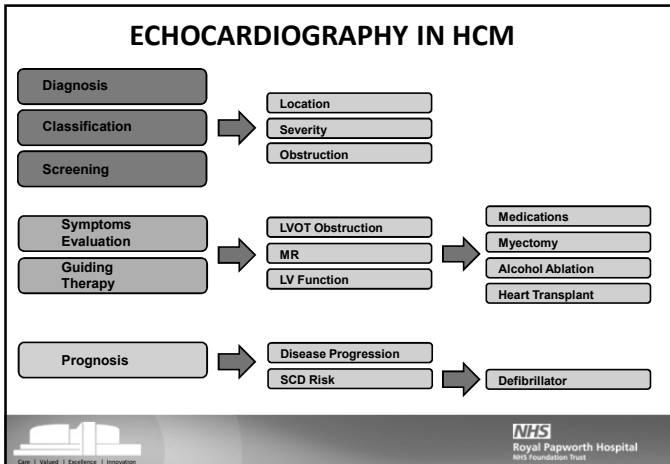 ECHOCARDIOGRAPHY IN HCM
Diagnosis
Classification
Screening
Location
Severity
Obstruction
Symptoms
Evaluation
Guiding
Therapy
LVOT Obstruction
MR
LV Function
Medications
Myectomy
Alcohol Ablation
Heart Transplant
Prognosis
Disease Progression
SCD Risk
Defibrillator
Care | Valued | Excellence | Innovation
NHS
Royal Papworth Hospital
NHS Foundation Trust